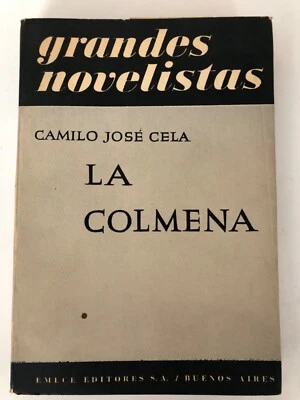 grandes
novelistas
CAMILO JOSÉ CELA
LA
COLMENA
EMECE EDITORES S.A. / BUENOS AIRES